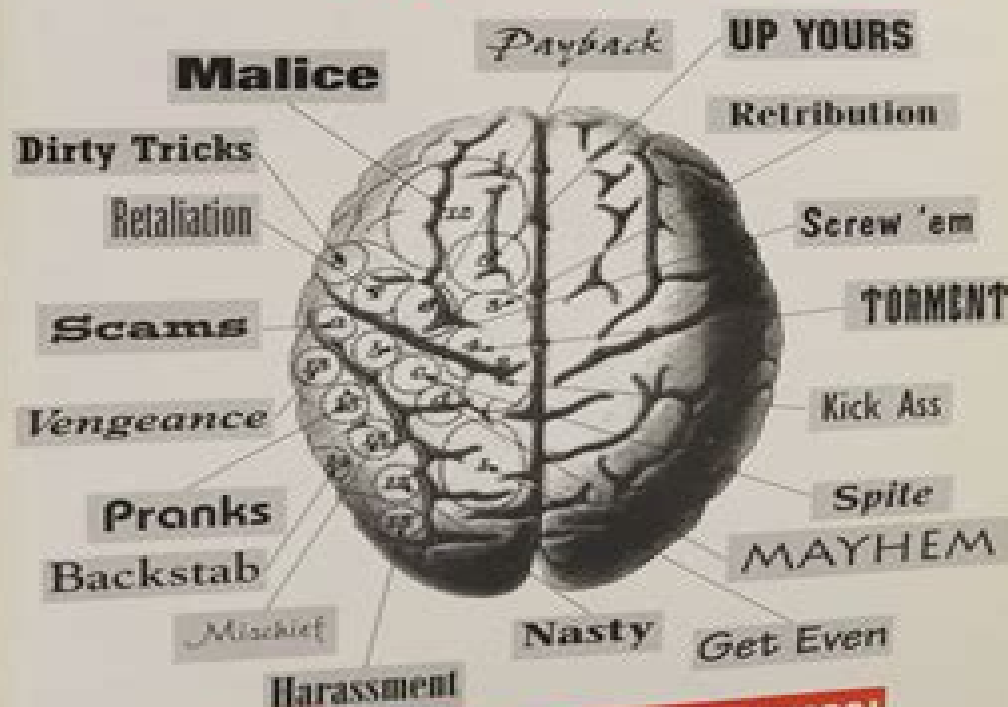 Payback
UP YOURS
Malice
Retribution
Dirty Tricks
Retaliation
Screw 'em
TORMENT
Scams
Kick Ass
Vengeance
Spite
Pranks
MAYHEM
Backstab
Mischief
Nasty
Get Even
Harassment